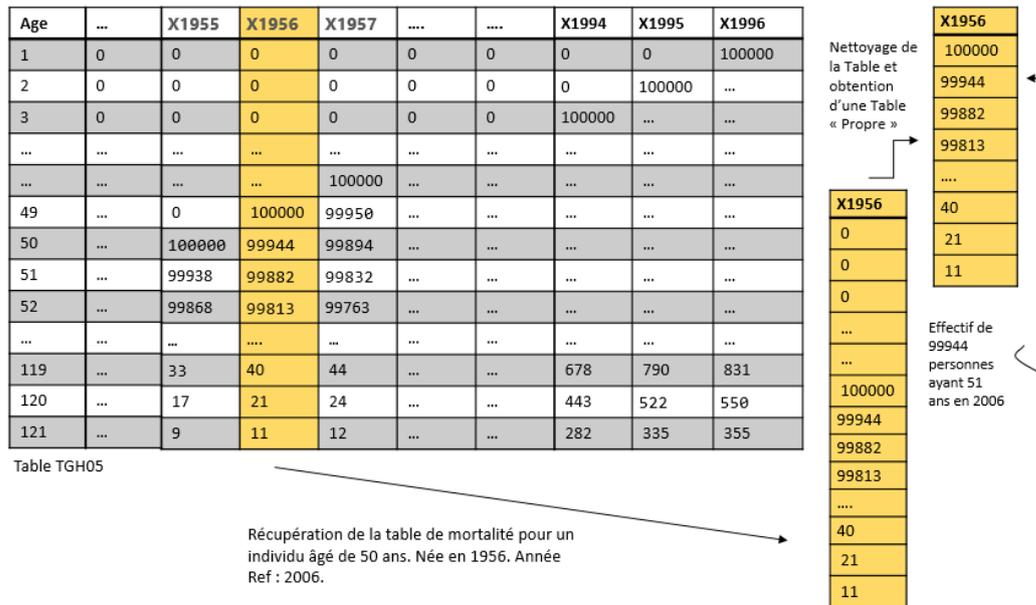 Age ... X1955 X1956 X1957 .... .... X1994 X1995 X1996
1 0 0 0 0 0 0 0 0 100000
2 0 0 0 0 0 0 0 100000 ...
3 0 0 0 0 0 0 100000 ... ...
... ... ... ... ... ... ... ... ... ...
... ... ... ... 100000 ... ... ... ... ...
49 ... 0 100000 99950 ... ... ... ... ...
50 ... 100000 99944 99894 ... ... ... ... ...
51 ... 99938 99882 99832 ... ... ... ... ...
52 ... 99868 99813 99763 ... ... ... ... ...
... ... ... .... ... ... ... ... ... ...
119 ... 33 40 44 ... ... 678 790 831
120 ... 17 21 24 ... ... 443 522 550
121 ... 9 11 12 ... ... 282 335 355
Table TGH05
Récupération de la table de mortalité pour un
individu âgé de 50 ans. Née en 1956. Année
Ref : 2006.
X1956
0
0
0
...
...
100000
99944
99882
99813
....
40
21
11
Nettoyage de
la Table et
obtention
d'une Table
« Propre »
X1956
100000
99944
99882
99813
....
40
21
11
Effectif de
99944
personnes
ayant 51
ans en 2006